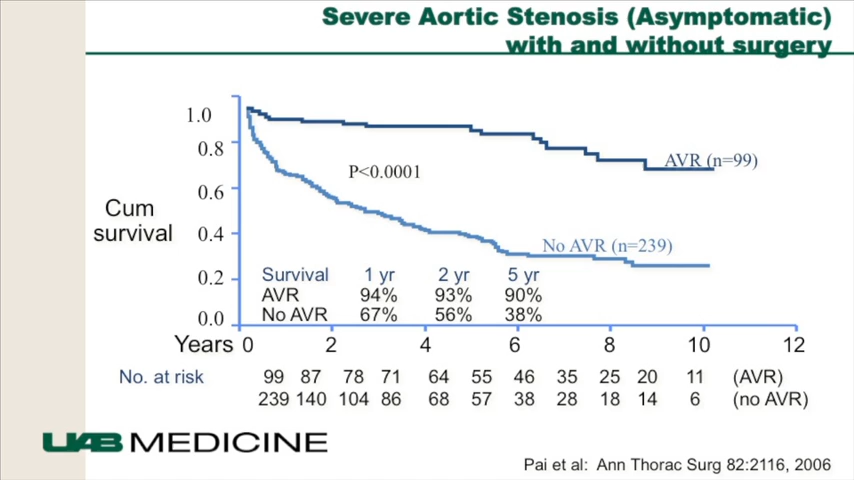 Severe Aortic Stenosis (Asymptomatic)
with and without surgery
1.0
0.8
0.6
0.4
0.2
0.0
Cum
survival
P<0.0001
AVR (n=99)
No AVR (n=239)
Survival 1 yr 2 yr 5 yr
AVR 94% 93% 90%
No AVR 67% 56% 38%
Years 0 2 4 6 8 10 12
No. at risk 99 87 78 71 64 55 46 35 25 20 11 (AVR)
239 140 104 86 68 57 38 28 18 14 6 (no AVR)
UAB MEDICINE
Pai et al: Ann Thorac Surg 82:2116, 2006